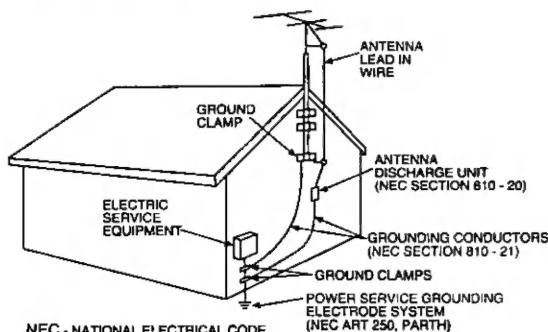 ANTENNA
LEAD IN
WIRE
GROUND
CLAMP
ANTENNA
DISCHARGE UNIT
(NEC SECTION 810 - 20)
ELECTRIC
SERVICE
EQUIPMENT
GROUNDING CONDUCTORS
(NEC SECTION 810 - 21)
GROUND CLAMPS
POWER SERVICE GROUNDING
ELECTRODE SYSTEM
(NEC ART 250, PARTH)
NEC - NATIONAL ELECTRICAL CODE